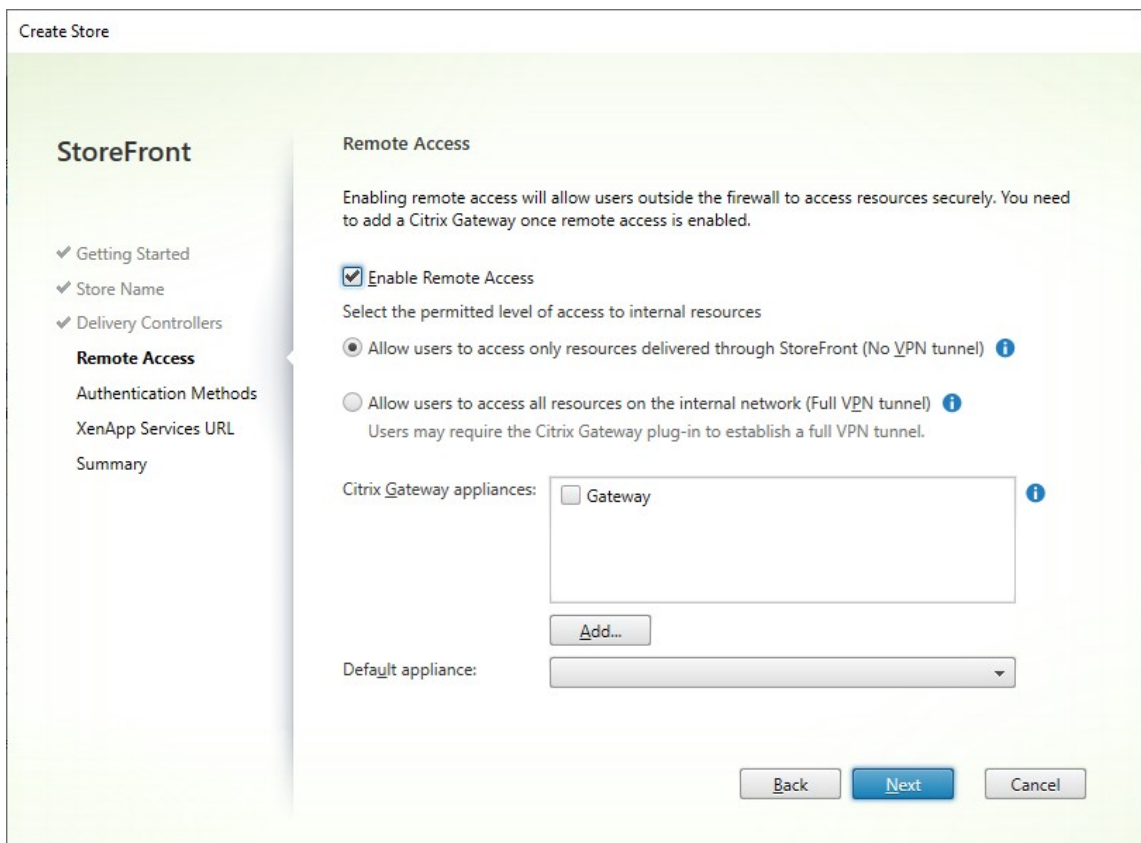 Create Store
StoreFront
Getting Started
Store Name
Delivery Controllers
Remote Access
Authentication Methods
XenApp Services URL
Summary
Remote Access
Enabling remote access will allow users outside the firewall to access resources securely. You need
to add a Citrix Gateway once remote access is enabled.
Enable Remote Access
Select the permitted level of access to internal resources
Allow users to access only resources delivered through StoreFront (No VPN tunnel)
Allow users to access all resources on the internal network (Full VPN tunnel)
Users may require the Citrix Gateway plug-in to establish a full VPN tunnel.
Citrix Gateway appliances:
Gateway
Add...
Default appliance:
Back
Next
Cancel